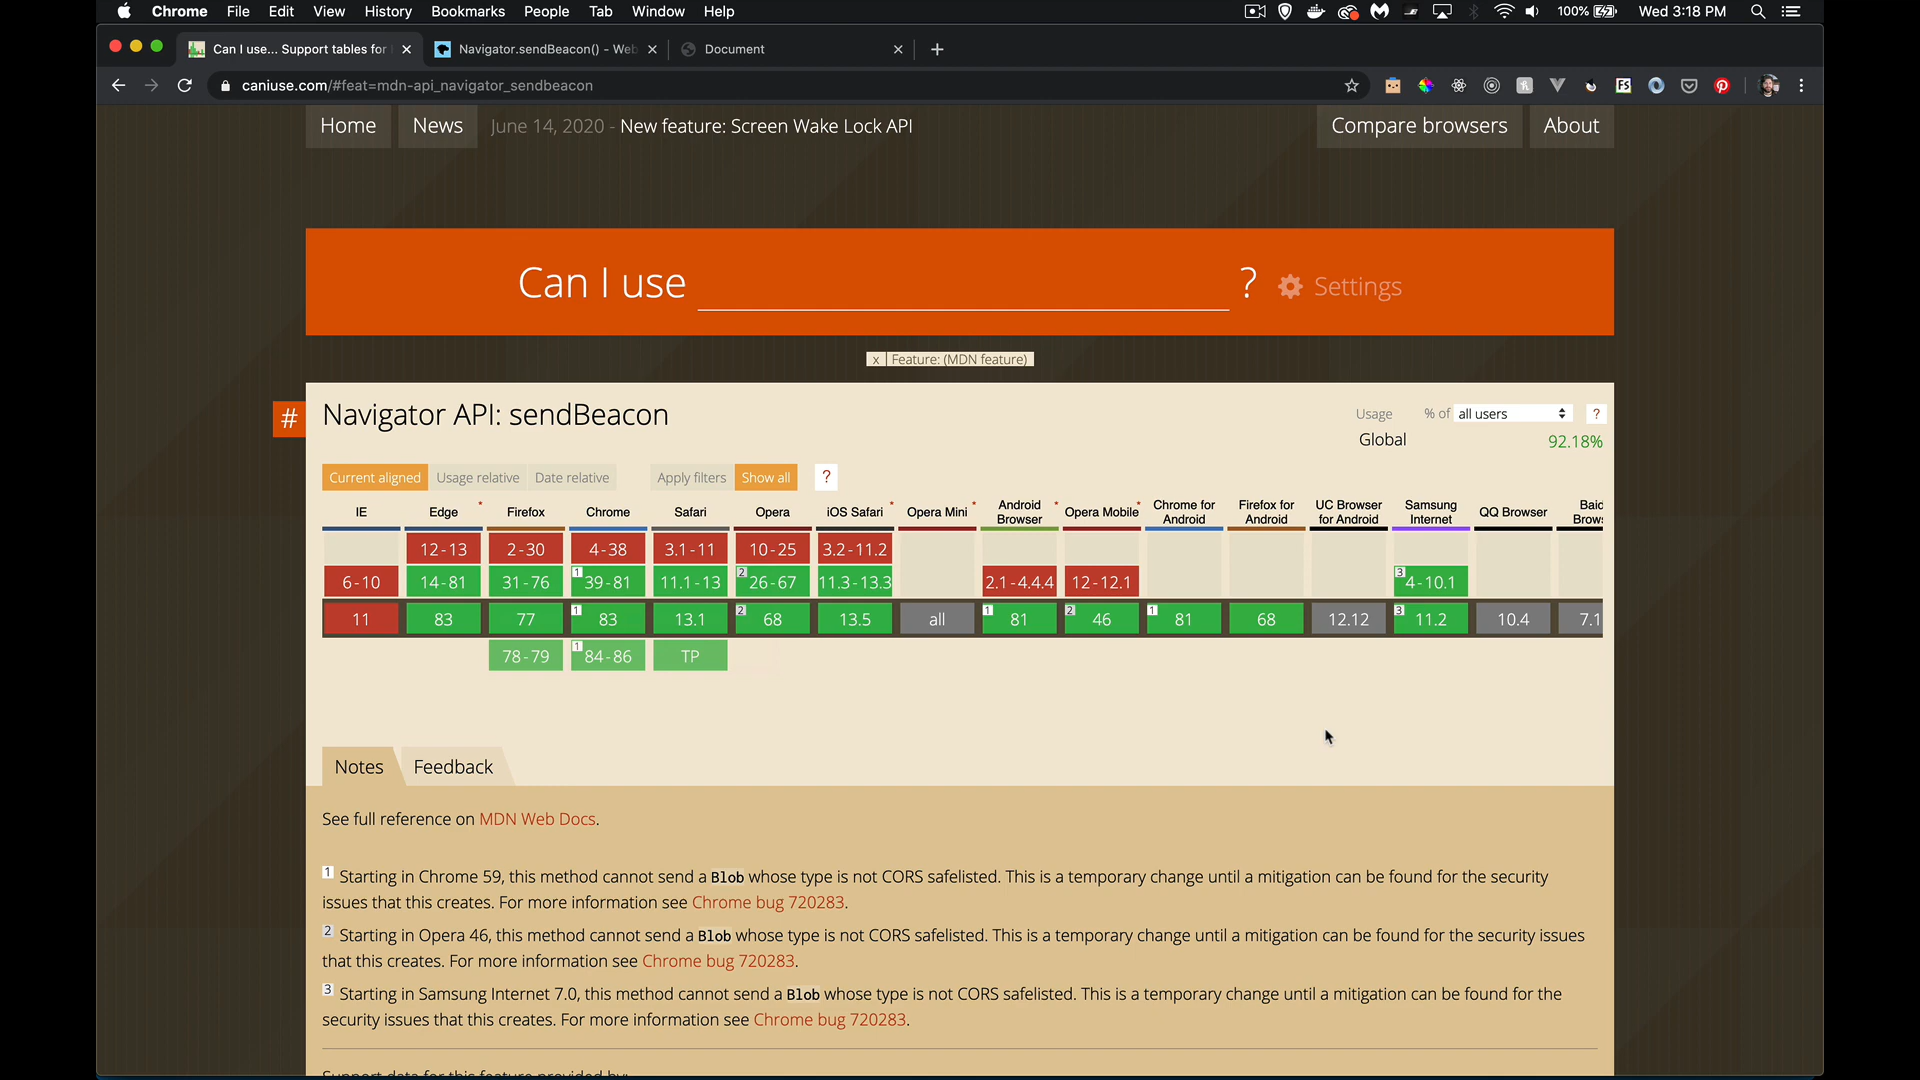 Chrome File Edit View History Bookmarks People Tab Window Help 100% Wed 3:18 PM
Can I use... Support tables for Navigator.sendBeacon() - Web Document
caniuse.com/#feat=mdn-api_navigator_sendbeacon
Home News June 14, 2020 - New feature: Screen Wake Lock API Compare browsers About
Can I use ? Settings
x | Feature: (MDN feature)
# Navigator API: sendBeacon
Usage % of all users ?
Global 92.18%
Current aligned Usage relative Date relative Apply filters Show all ?
IE Edge * Firefox Chrome Safari Opera iOS Safari * Opera Mini * Android Browser * Opera Mobile * Chrome for Android Firefox for Android UC Browser for Android Samsung Internet QQ Browser Baid Brows
12-13 2-30 4-38 3.1-11 10-25 3.2-11.2
6-10 14-81 31-76 1 39-81 11.1-13 2 26-67 11.3-13.3 2.1-4.4.4 12-12.1 3 4-10.1
11 83 77 1 83 13.1 2 68 13.5 all 1 81 2 46 1 81 68 12.12 3 11.2 10.4 7.1
78-79 1 84-86 TP
Notes Feedback
See full reference on MDN Web Docs.
1 Starting in Chrome 59, this method cannot send a Blob whose type is not CORS safelisted. This is a temporary change until a mitigation can be found for the security
issues that this creates. For more information see Chrome bug 720283.
2 Starting in Opera 46, this method cannot send a Blob whose type is not CORS safelisted. This is a temporary change until a mitigation can be found for the security issues
that this creates. For more information see Chrome bug 720283.
3 Starting in Samsung Internet 7.0, this method cannot send a Blob whose type is not CORS safelisted. This is a temporary change until a mitigation can be found for the
security issues that this creates. For more information see Chrome bug 720283.
Support data for this feature provided by: